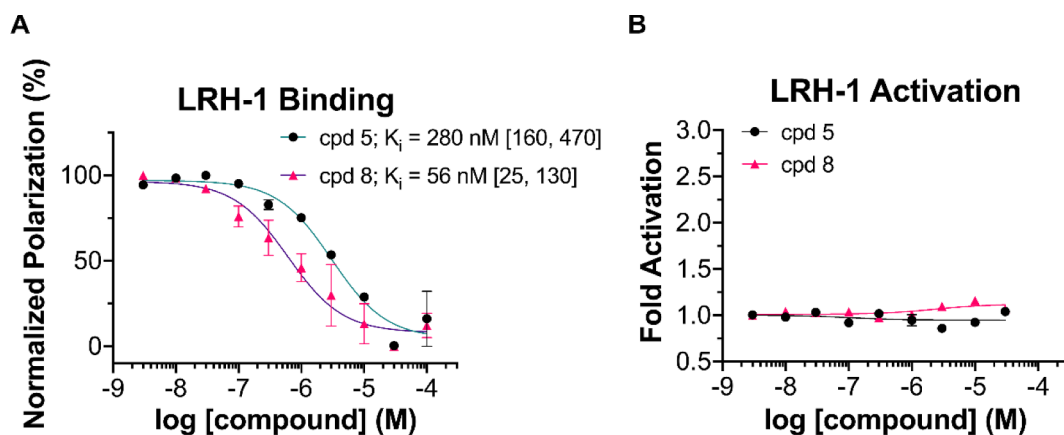 A
LRH-1 Binding
cpd 5; Ki = 280 nM [160, 470]
cpd 8; Ki = 56 nM [25, 130]
Normalized Polarization (%)
100
50
0
-9 -8 -7 -6 -5 -4 -3
log [compound] (M)
B
LRH-1 Activation
cpd 5
cpd 8
Fold Activation
3.0
2.5
2.0
1.5
1.0
0.5
-9 -8 -7 -6 -5 -4
log [compound] (M)